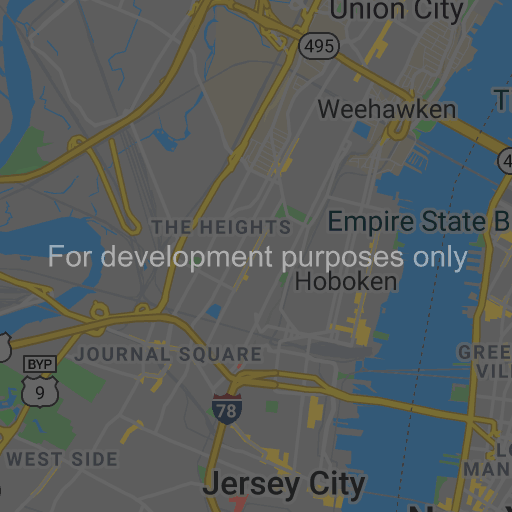 Union City
495
Weehawken
T
4
THE HEIGHTS
Empire State B
For development purposes only
Hoboken
JOURNAL SQUARE
GREE
VIL
BYP
9
78
WEST SIDE
L
MAN
Jersey City